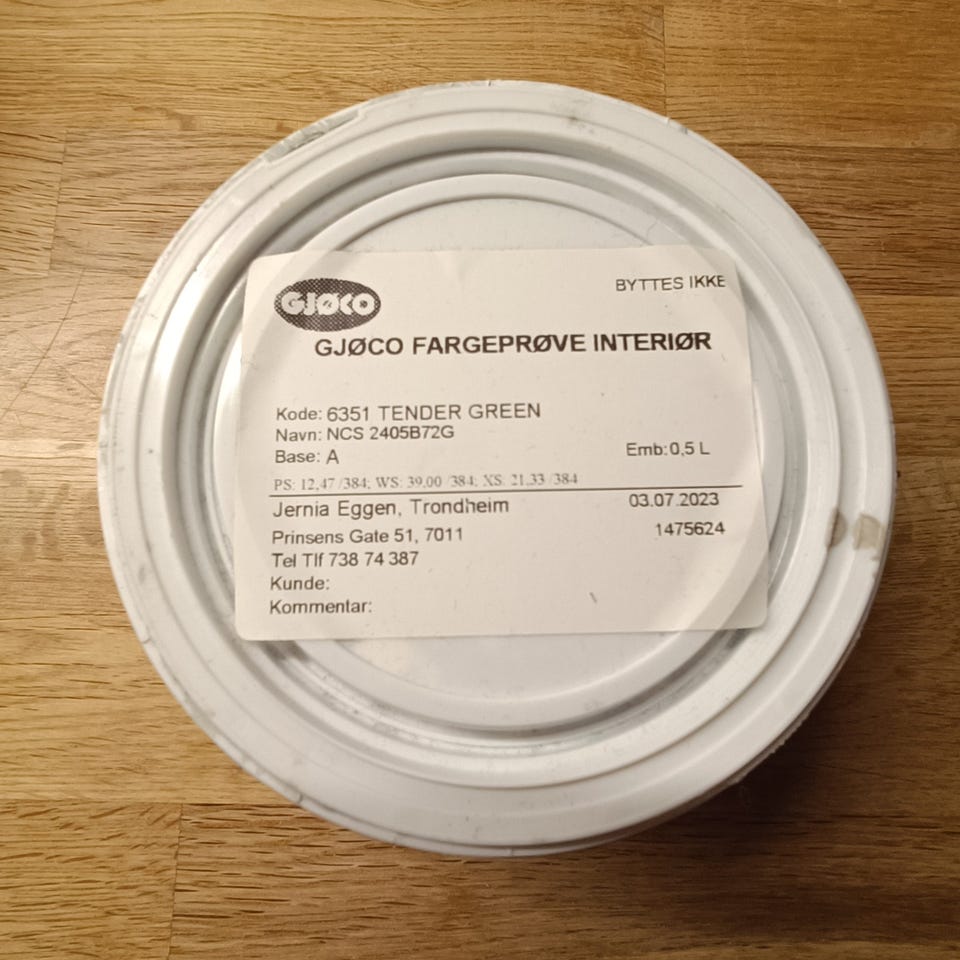 GJØCO
BYTTES IKKE
GJØCO FARGEPRØVE INTERIØR
Kode: 6351 TENDER GREEN
Navn: NCS 2405B72G
Base: A
Emb:0,5 L
PS: 12,47 /384; WS: 39,00 /384; XS: 21,33 /384
Jernia Eggen, Trondheim
03.07.2023
Prinsens Gate 51, 7011
1475624
Tel Tlf 738 74 387
Kunde:
Kommentar: